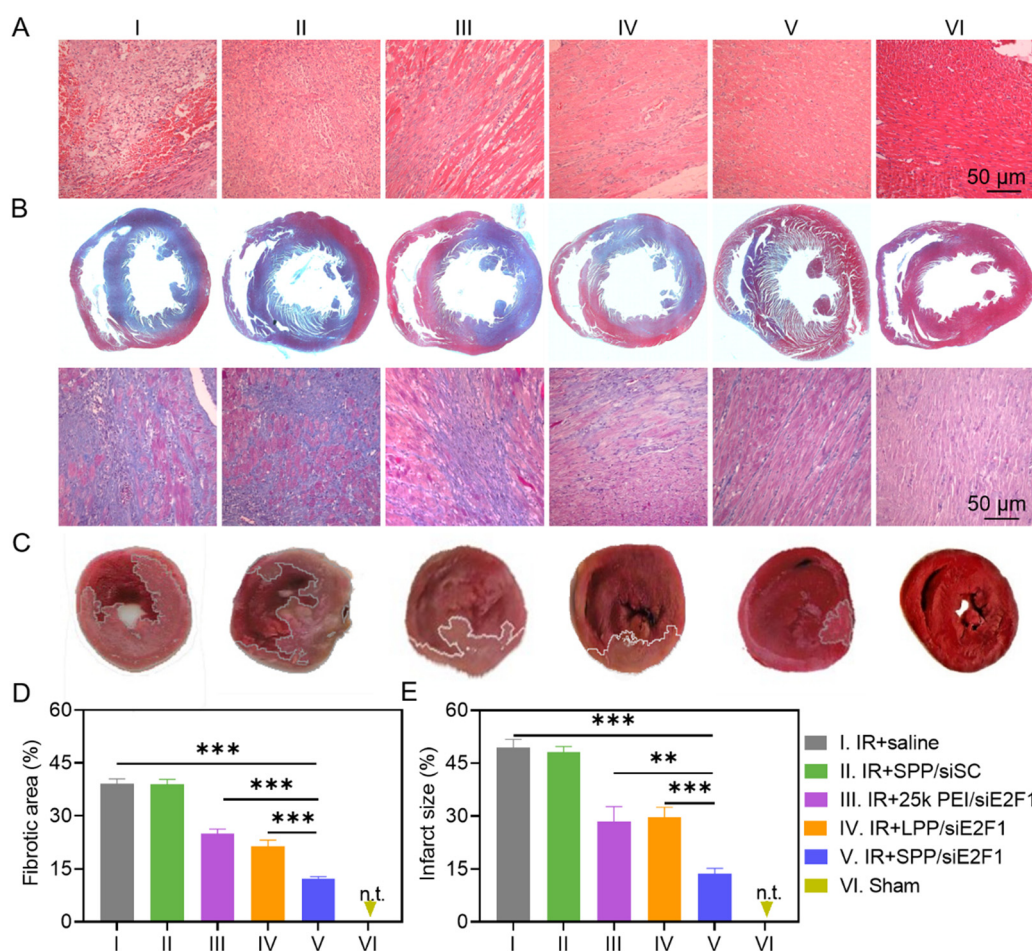 A
I II III IV V VI
50 μm
B
50 μm
C
D
Fibrotic area (%)
60
45
30
15
0
***
***
***
n.t.
I II III IV V VI
E
Infarct size (%)
60
45
30
15
0
***
**
***
n.t.
I II III IV V VI
I. IR+saline
II. IR+SPP/siSC
III. IR+25k PEI/siE2F1
IV. IR+LPP/siE2F1
V. IR+SPP/siE2F1
VI. Sham